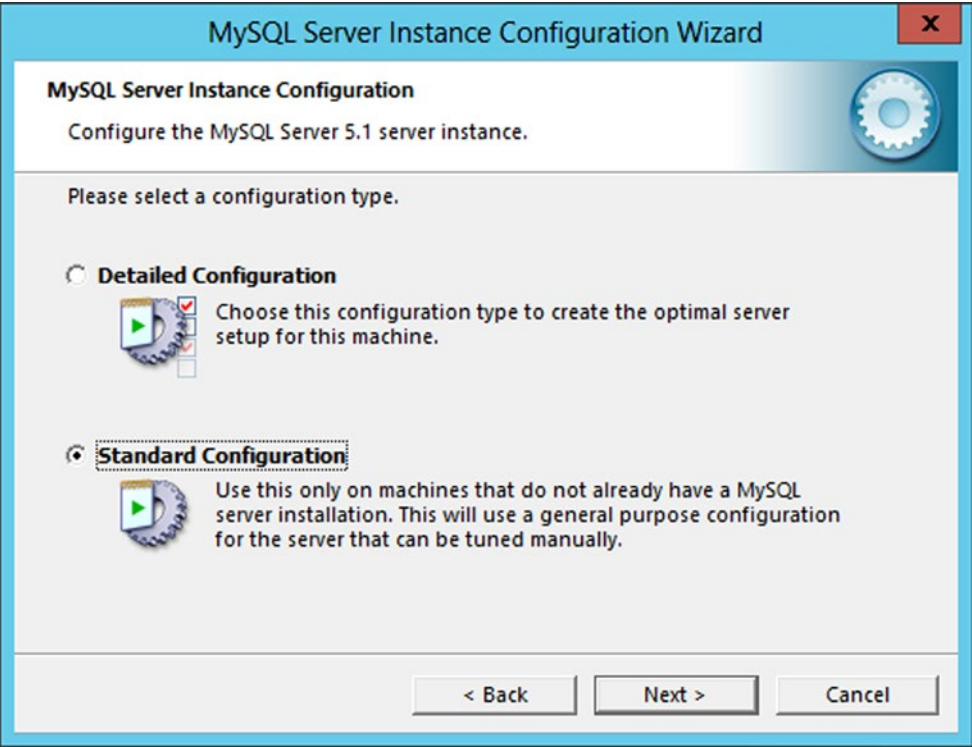 MySQL Server Instance Configuration Wizard
x
MySQL Server Instance Configuration
Configure the MySQL Server 5.1 server instance.
Please select a configuration type.
Detailed Configuration
Choose this configuration type to create the optimal server
setup for this machine.
Standard Configuration
Use this only on machines that do not already have a MySQL
server installation. This will use a general purpose configuration
for the server that can be tuned manually.
< Back
Next >
Cancel